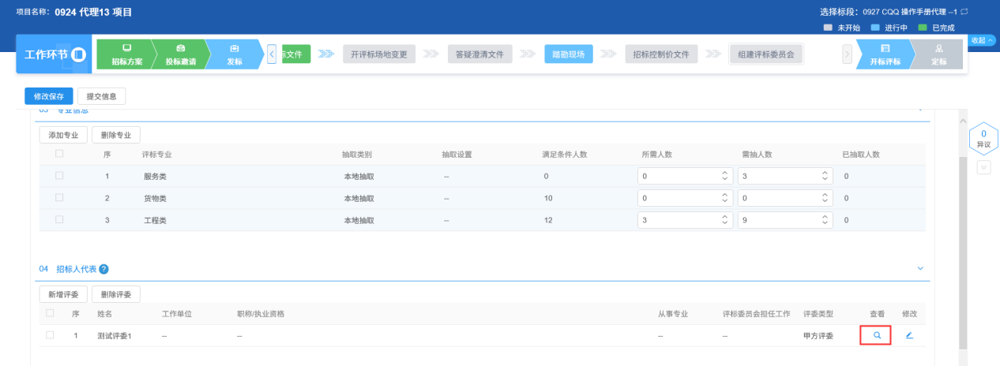 项目名称: 0924 代理13 项目
选择标段: 0927 CQQ 操作手册代理 --1
未开始 进行中 已完成
收起
工作环节 招标方案 投标邀请 发标 标文件 开评标场地变更 答疑澄清文件 踏勘现场 招标控制价文件 组建评标委员会 开标评标 定标
修改保存 提交信息
03 专业信息
添加专业 删除专业
序 评标专业 抽取类别 抽取设置 满足条件人数 所需人数 需抽人数 已抽取人数
1 服务类 本地抽取 -- 0 0 3 0
2 货物类 本地抽取 -- 10 0 0 0
3 工程类 本地抽取 -- 12 3 9 0
0
异议
04 招标人代表 ?
新增评委 删除评委
序 姓名 工作单位 职称/执业资格 从事专业 评标委员会担任工作 评委类型 查看 修改
1 测试评委1 -- -- -- -- 甲方评委